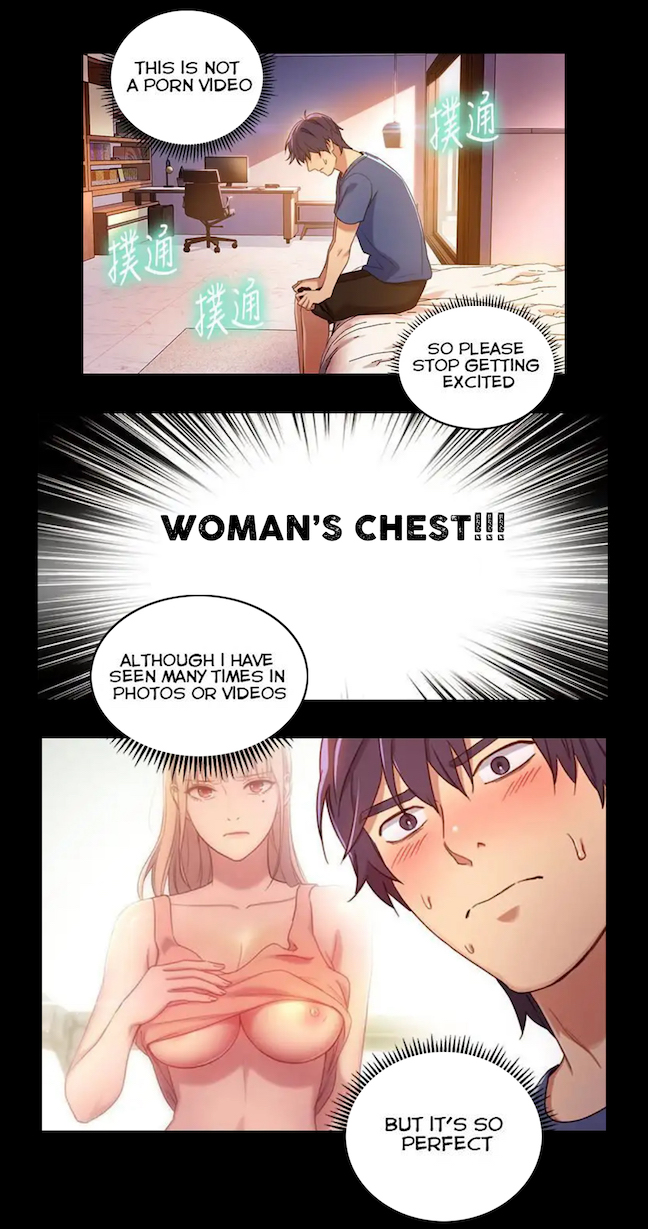 THIS IS NOT
A PORN VIDEO
撲通
撲通
撲通
SO PLEASE
STOP GETTING
EXCITED
WOMAN'S CHEST!!!
ALTHOUGH I HAVE
SEEN MANY TIMES IN
PHOTOS OR VIDEOS
BUT IT'S SO
PERFECT